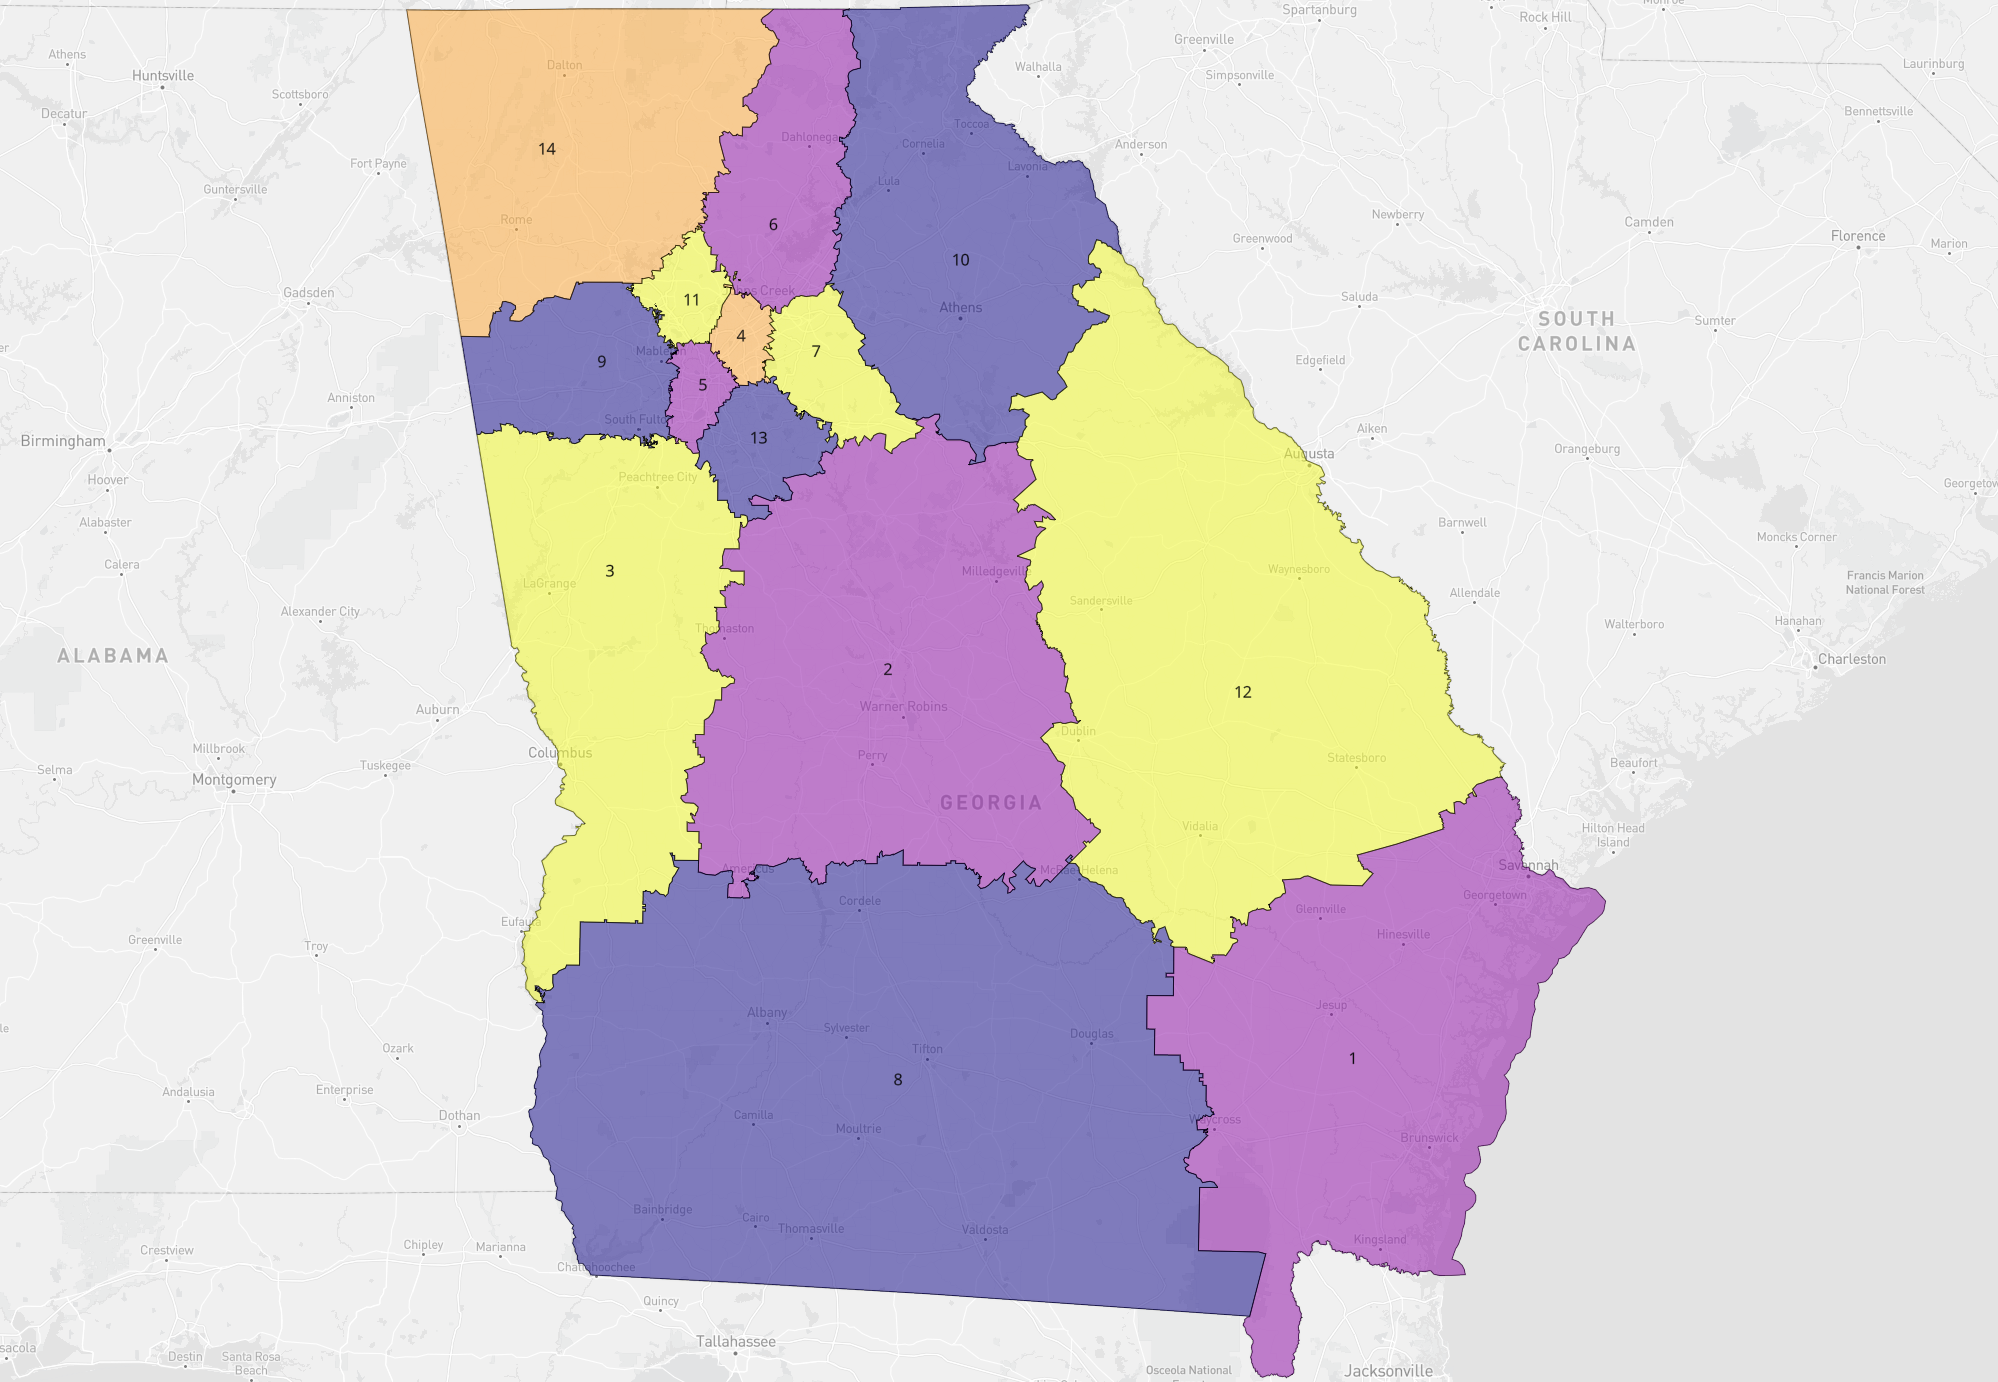 Athens
Huntsville
Scottsboro
Decatur
Fort Payne
Guntersville
Gadsden
Anniston
Birmingham
Hoover
Alabaster
Calera
Alexander City
ALABAMA
Auburn
Millbrook
Selma
Montgomery
Tuskegee
Eufaula
Greenville
Troy
Ozark
Andalusia
Enterprise
Dothan
Crestview
Chipley
Marianna
Chattahoochee
Quincy
Tallahassee
Destin
Santa Rosa
Beach
Osceola National
Jacksonville
Spartanburg
Rock Hill
Monroe
Greenville
Simpsonville
Walhalla
Laurinburg
Bennettsville
Anderson
Newberry
Camden
Florence
Marion
Greenwood
Saluda
Sumter
SOUTH
CAROLINA
Edgefield
Aiken
Orangeburg
Augusta
Georgetow
Barnwell
Moncks Corner
Allendale
Francis Marion
National Forest
Walterboro
Hanahan
Charleston
Beaufort
Hilton Head
Island
Savannah
Georgetown
Dalton
14
Rome
Dahlonega
6
Toccoa
Cornelia
Lavonia
Lula
10
Athens
11
4
7
9
5
South Fulton
13
Peachtree City
3
LaGrange
Thomaston
Milledgeville
2
Warner Robins
Perry
Columbus
GEORGIA
Americus
McRae-Helena
Waynesboro
Sandersville
12
Dublin
Statesboro
Vidalia
Glennville
Hinesville
Jesup
1
Waycross
Brunswick
Kingsland
Cordele
Albany
Sylvester
Tifton
Douglas
8
Camilla
Moultrie
Bainbridge
Cairo
Thomasville
Valdosta